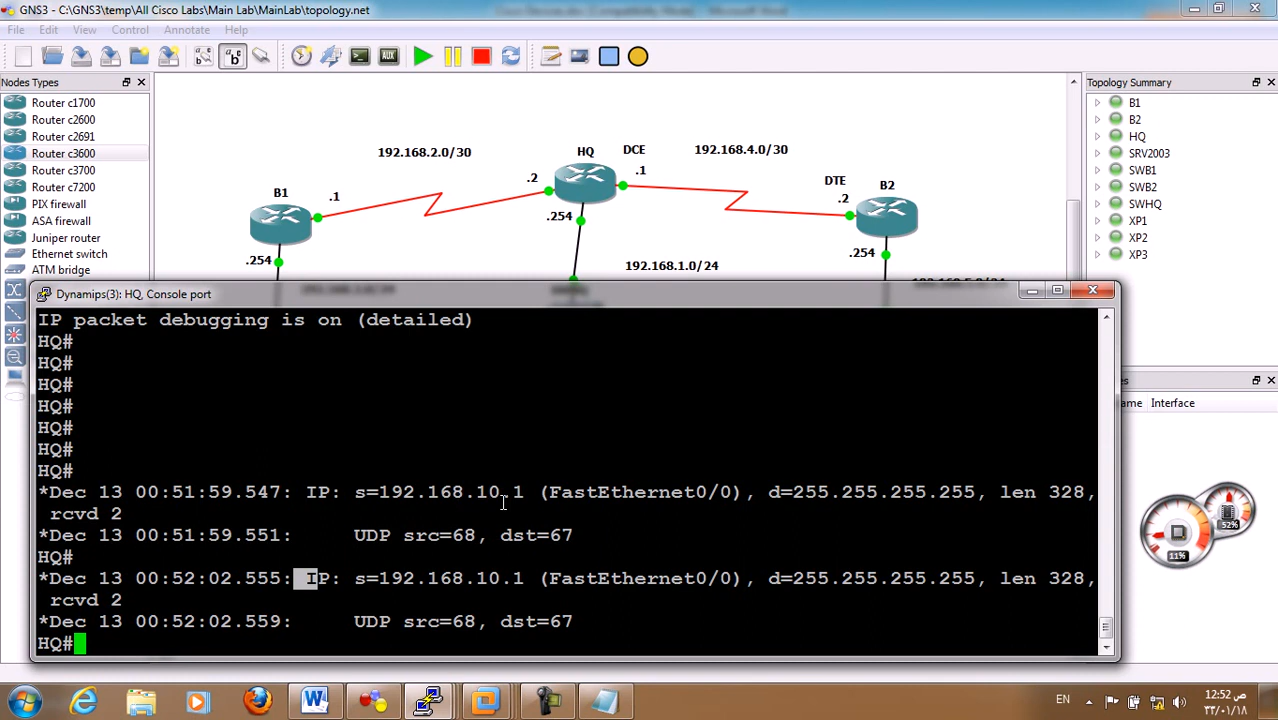 GNS3 - C:\GNS3\temp\All Cisco Labs\Main Lab\MainLab\topology.net
File Edit View Control Annotate Help
AUX
Nodes Types
Router c1700
Router c2600
Router c2691
Router c3600
Router c3700
Router c7200
PIX firewall
ASA firewall
Juniper router
Ethernet switch
ATM bridge
192.168.2.0/30
HQ
DCE
192.168.4.0/30
.2
.1
DTE
B2
B1
.1
.2
.254
.254
.254
192.168.1.0/24
Topology Summary
B1
B2
HQ
SRV2003
SWB1
SWB2
SWHQ
XP1
XP2
XP3
Interface
11%
52%
Dynamips(3): HQ, Console port
IP packet debugging is on (detailed)
HQ#
HQ#
HQ#
HQ#
HQ#
HQ#
HQ#
*Dec 13 00:51:59.547: IP: s=192.168.10.1 (FastEthernet0/0), d=255.255.255.255, len 328,
rcvd 2
*Dec 13 00:51:59.551:     UDP src=68, dst=67
HQ#
*Dec 13 00:52:02.555: IP: s=192.168.10.1 (FastEthernet0/0), d=255.255.255.255, len 328,
rcvd 2
*Dec 13 00:52:02.559:     UDP src=68, dst=67
HQ#
EN
12:52 ص
٣٣/٠١/١٨